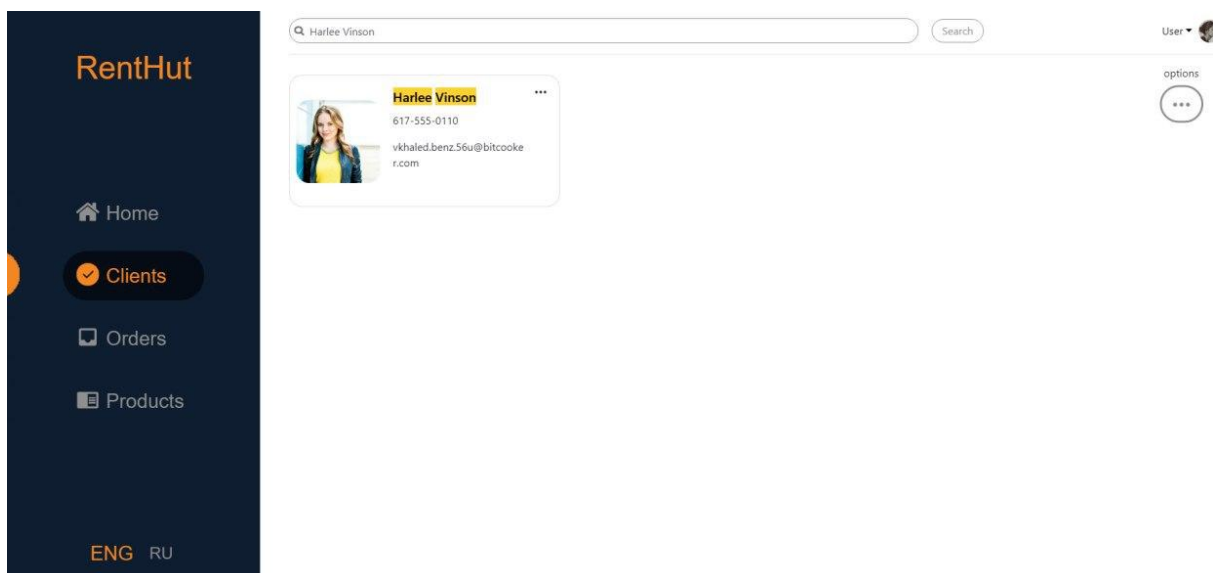 RentHut
Home
Clients
Orders
Products
ENG RU
Harlee Vinson
Search
User
options
Harlee Vinson
617-555-0110
vkhaled.benz.56u@bitcooke
r.com